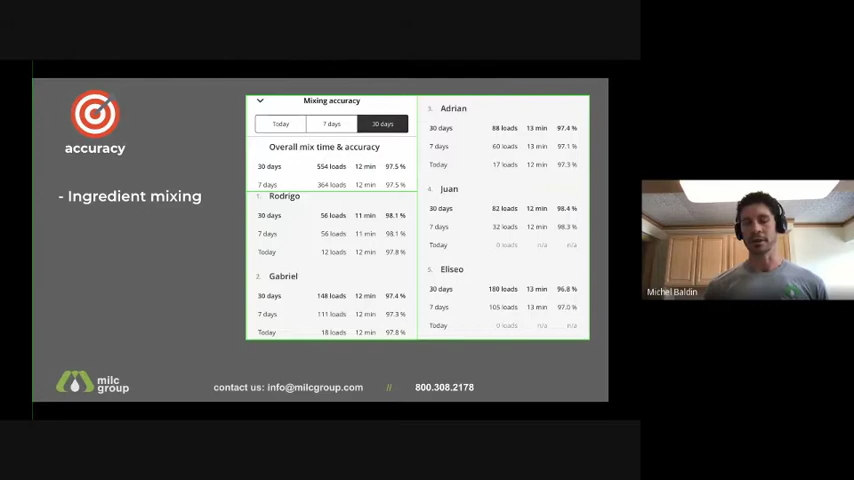 accuracy
- Ingredient mixing
Mixing accuracy
Today 7 days 30 days
Overall mix time & accuracy
30 days 554 loads 12 min 97.5 %
7 days 364 loads 12 min 97.5 %
1. Rodrigo
30 days 56 loads 11 min 98.1 %
7 days 56 loads 11 min 98.1 %
Today 12 loads 12 min 97.8 %
2. Gabriel
30 days 148 loads 12 min 97.4 %
7 days 111 loads 12 min 97.3 %
Today 18 loads 12 min 97.8 %
3. Adrian
30 days 88 loads 13 min 97.4 %
7 days 60 loads 13 min 97.1 %
Today 17 loads 12 min 97.3 %
4. Juan
30 days 82 loads 12 min 98.4 %
7 days 32 loads 12 min 98.3 %
Today 0 loads n/a n/a
5. Eliseo
30 days 180 loads 13 min 96.8 %
7 days 105 loads 13 min 97.0 %
Today 0 loads n/a n/a
milc
group
contact us: info@milcgroup.com // 800.308.2178
Michel Baldin